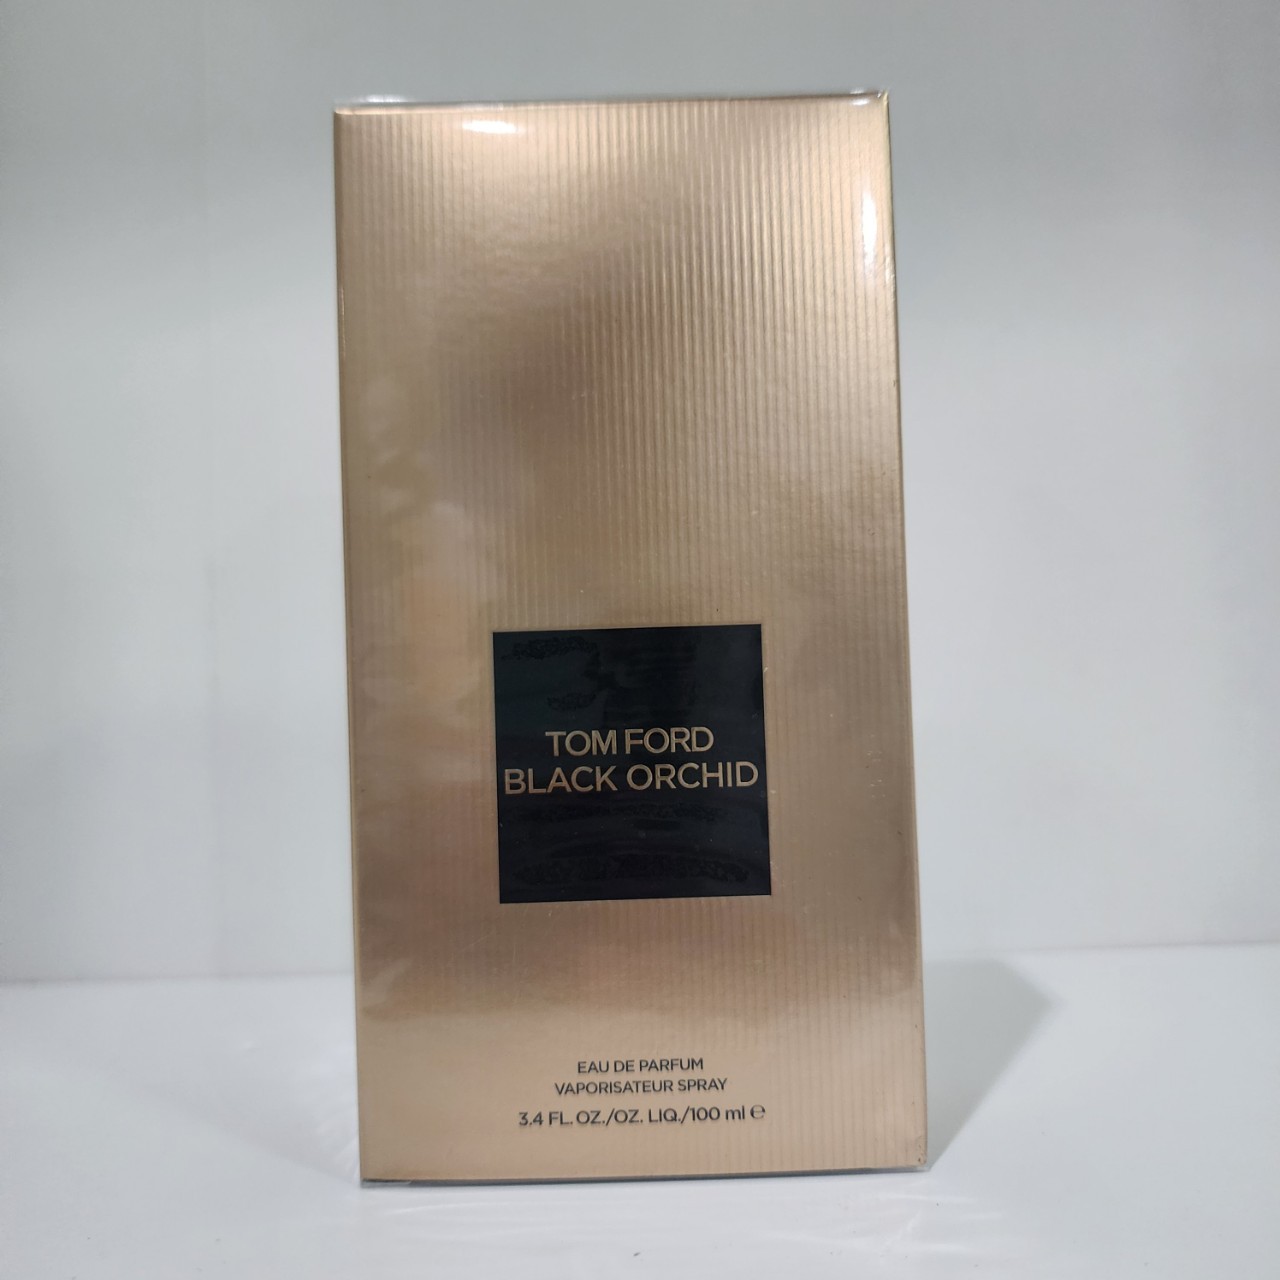 TOM FORD
BLACK ORCHID
EAU DE PARFUM
VAPORISATEUR SPRAY
3.4 FL. OZ./OZ. LIQ./100 ml ℮